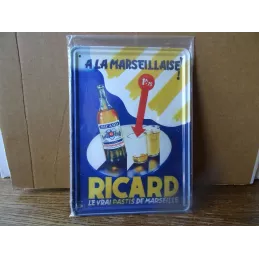 A LA MARSEILLAISE !
RICARD
LE VRAI PASTIS DE MARSEILLE